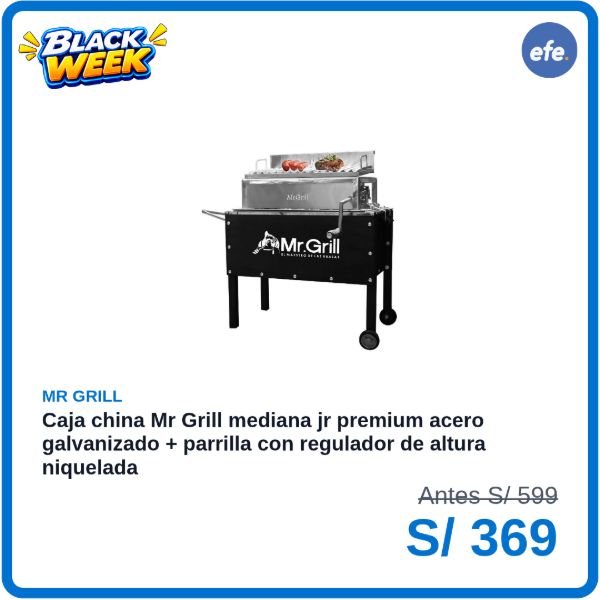 BLACK
WEEK
efe.
Mr.Grill
Mr.Grill
EL MAESTRO DE LAS BRASAS
MR GRILL
Caja china Mr Grill mediana jr premium acero
galvanizado + parrilla con regulador de altura
niquelada
Antes S/ 599
S/ 369